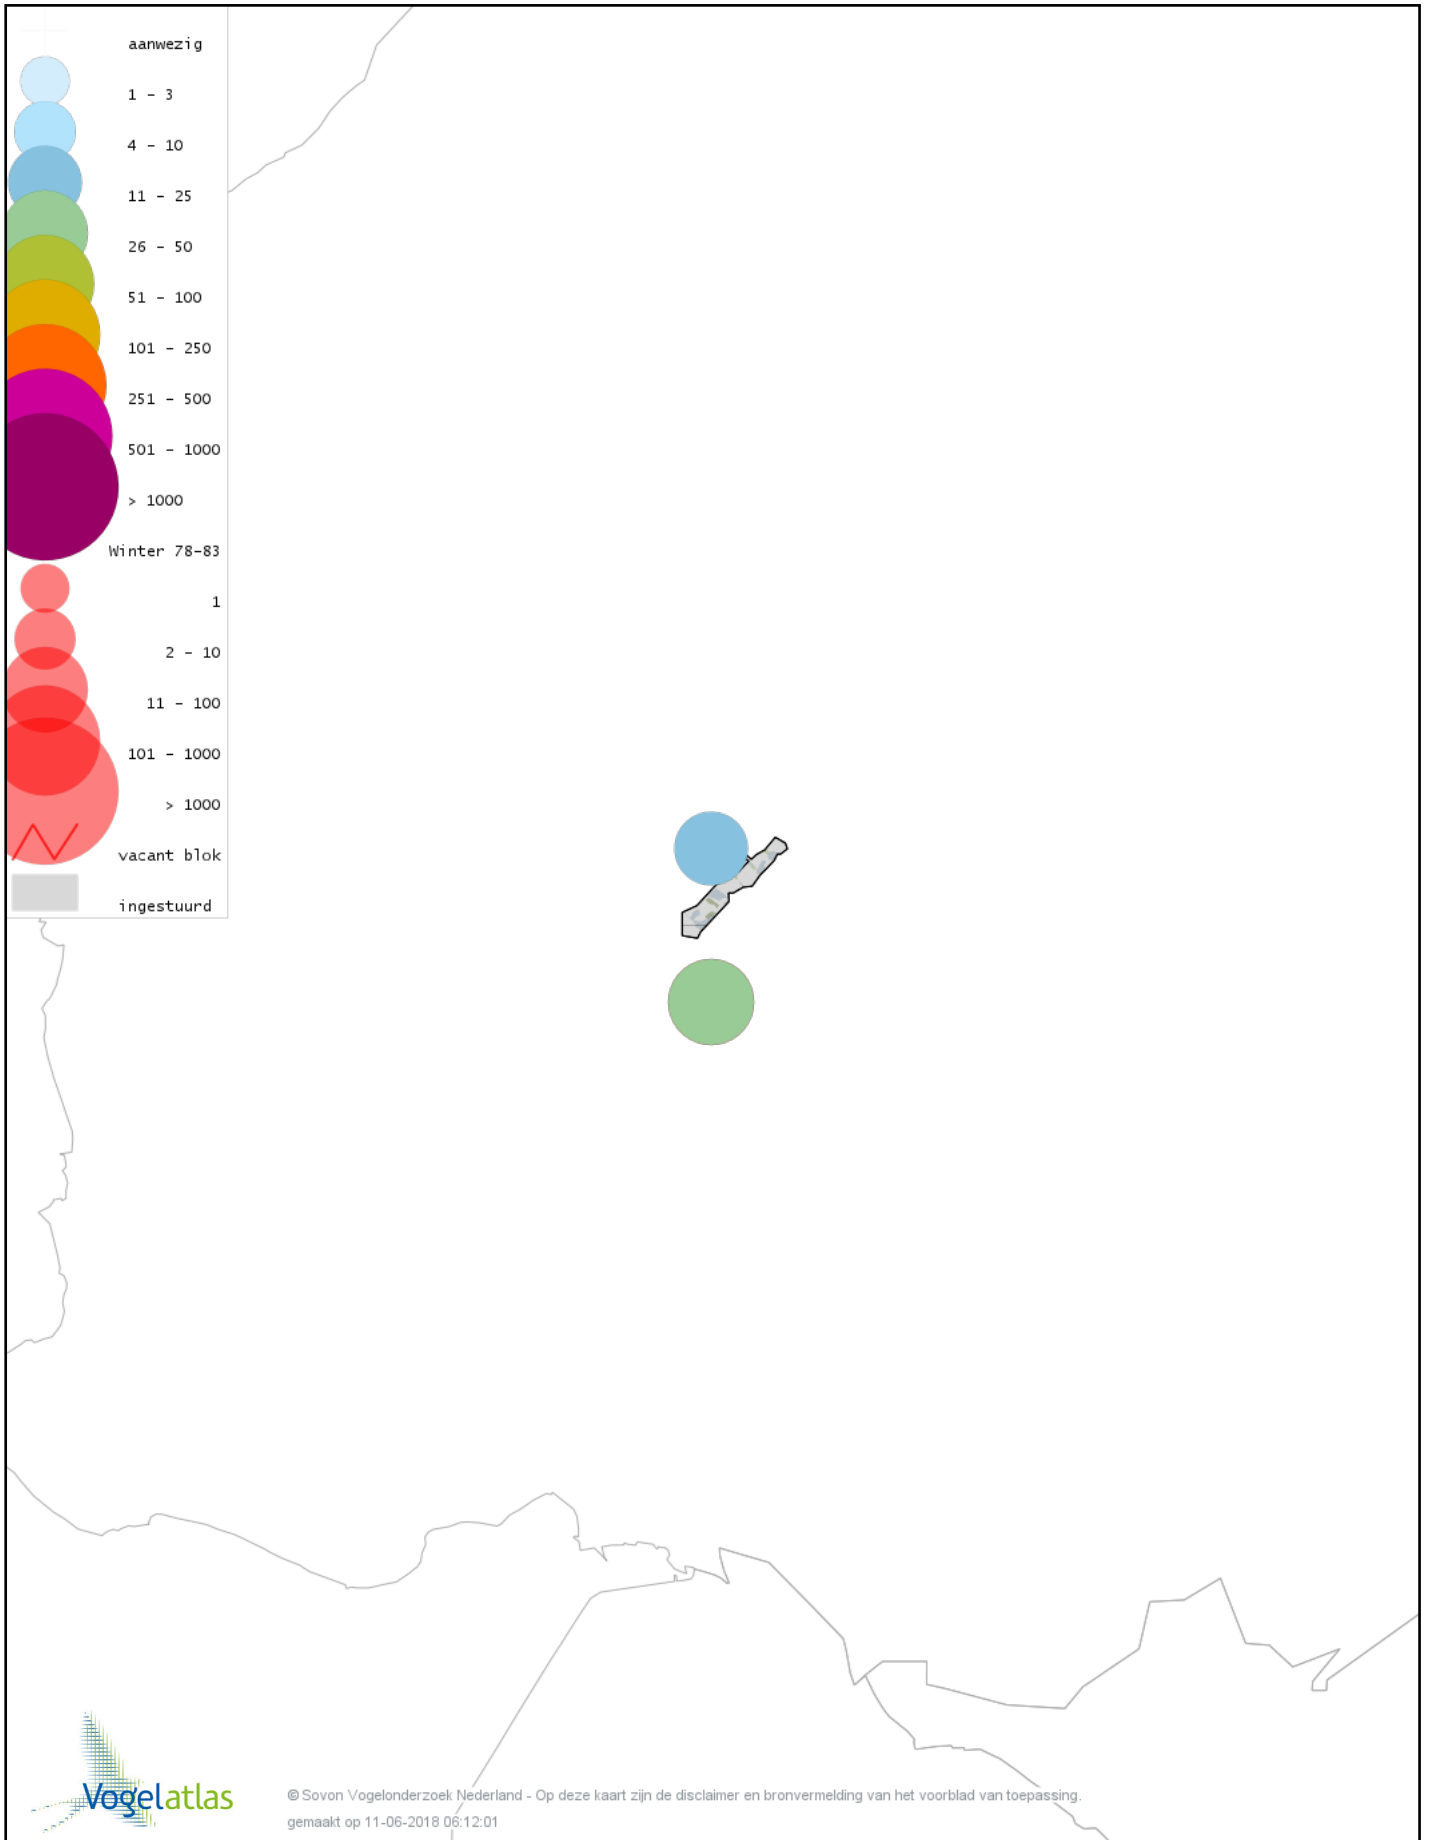 aanwezig
1 - 3
4 - 10
11 - 25
26 - 50
51 - 100
101 - 250
251 - 500
501 - 1000
> 1000
Winter 78-83
1
2 - 10
11 - 100
101 - 1000
> 1000
vacant blok
ingestuurd
Vogelatlas
© Sovon Vogelonderzoek Nederland - Op deze kaart zijn de disclaimer en bronvermelding van het voorblad van toepassing.
gemaakt op 11-06-2018 06:12:01